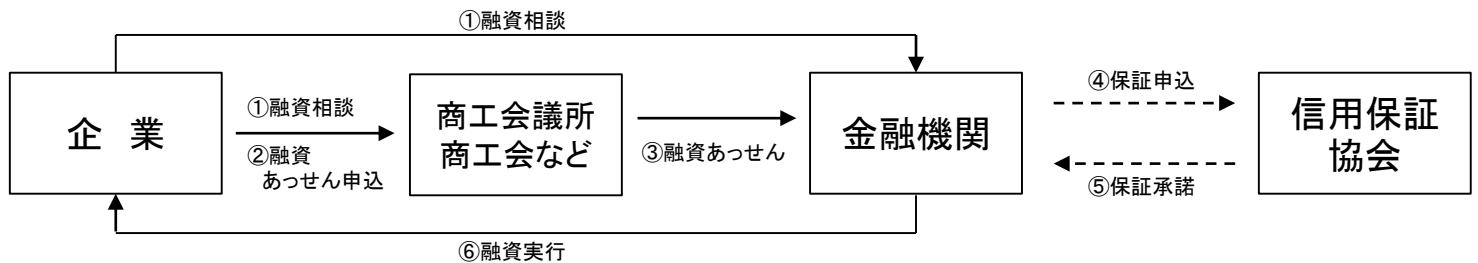 ①融資相談
企　業
①融資相談
②融資
あっせん申込
商工会議所
商工会など
③融資あっせん
金融機関
④保証申込
⑤保証承諾
信用保証
協会
⑥融資実行